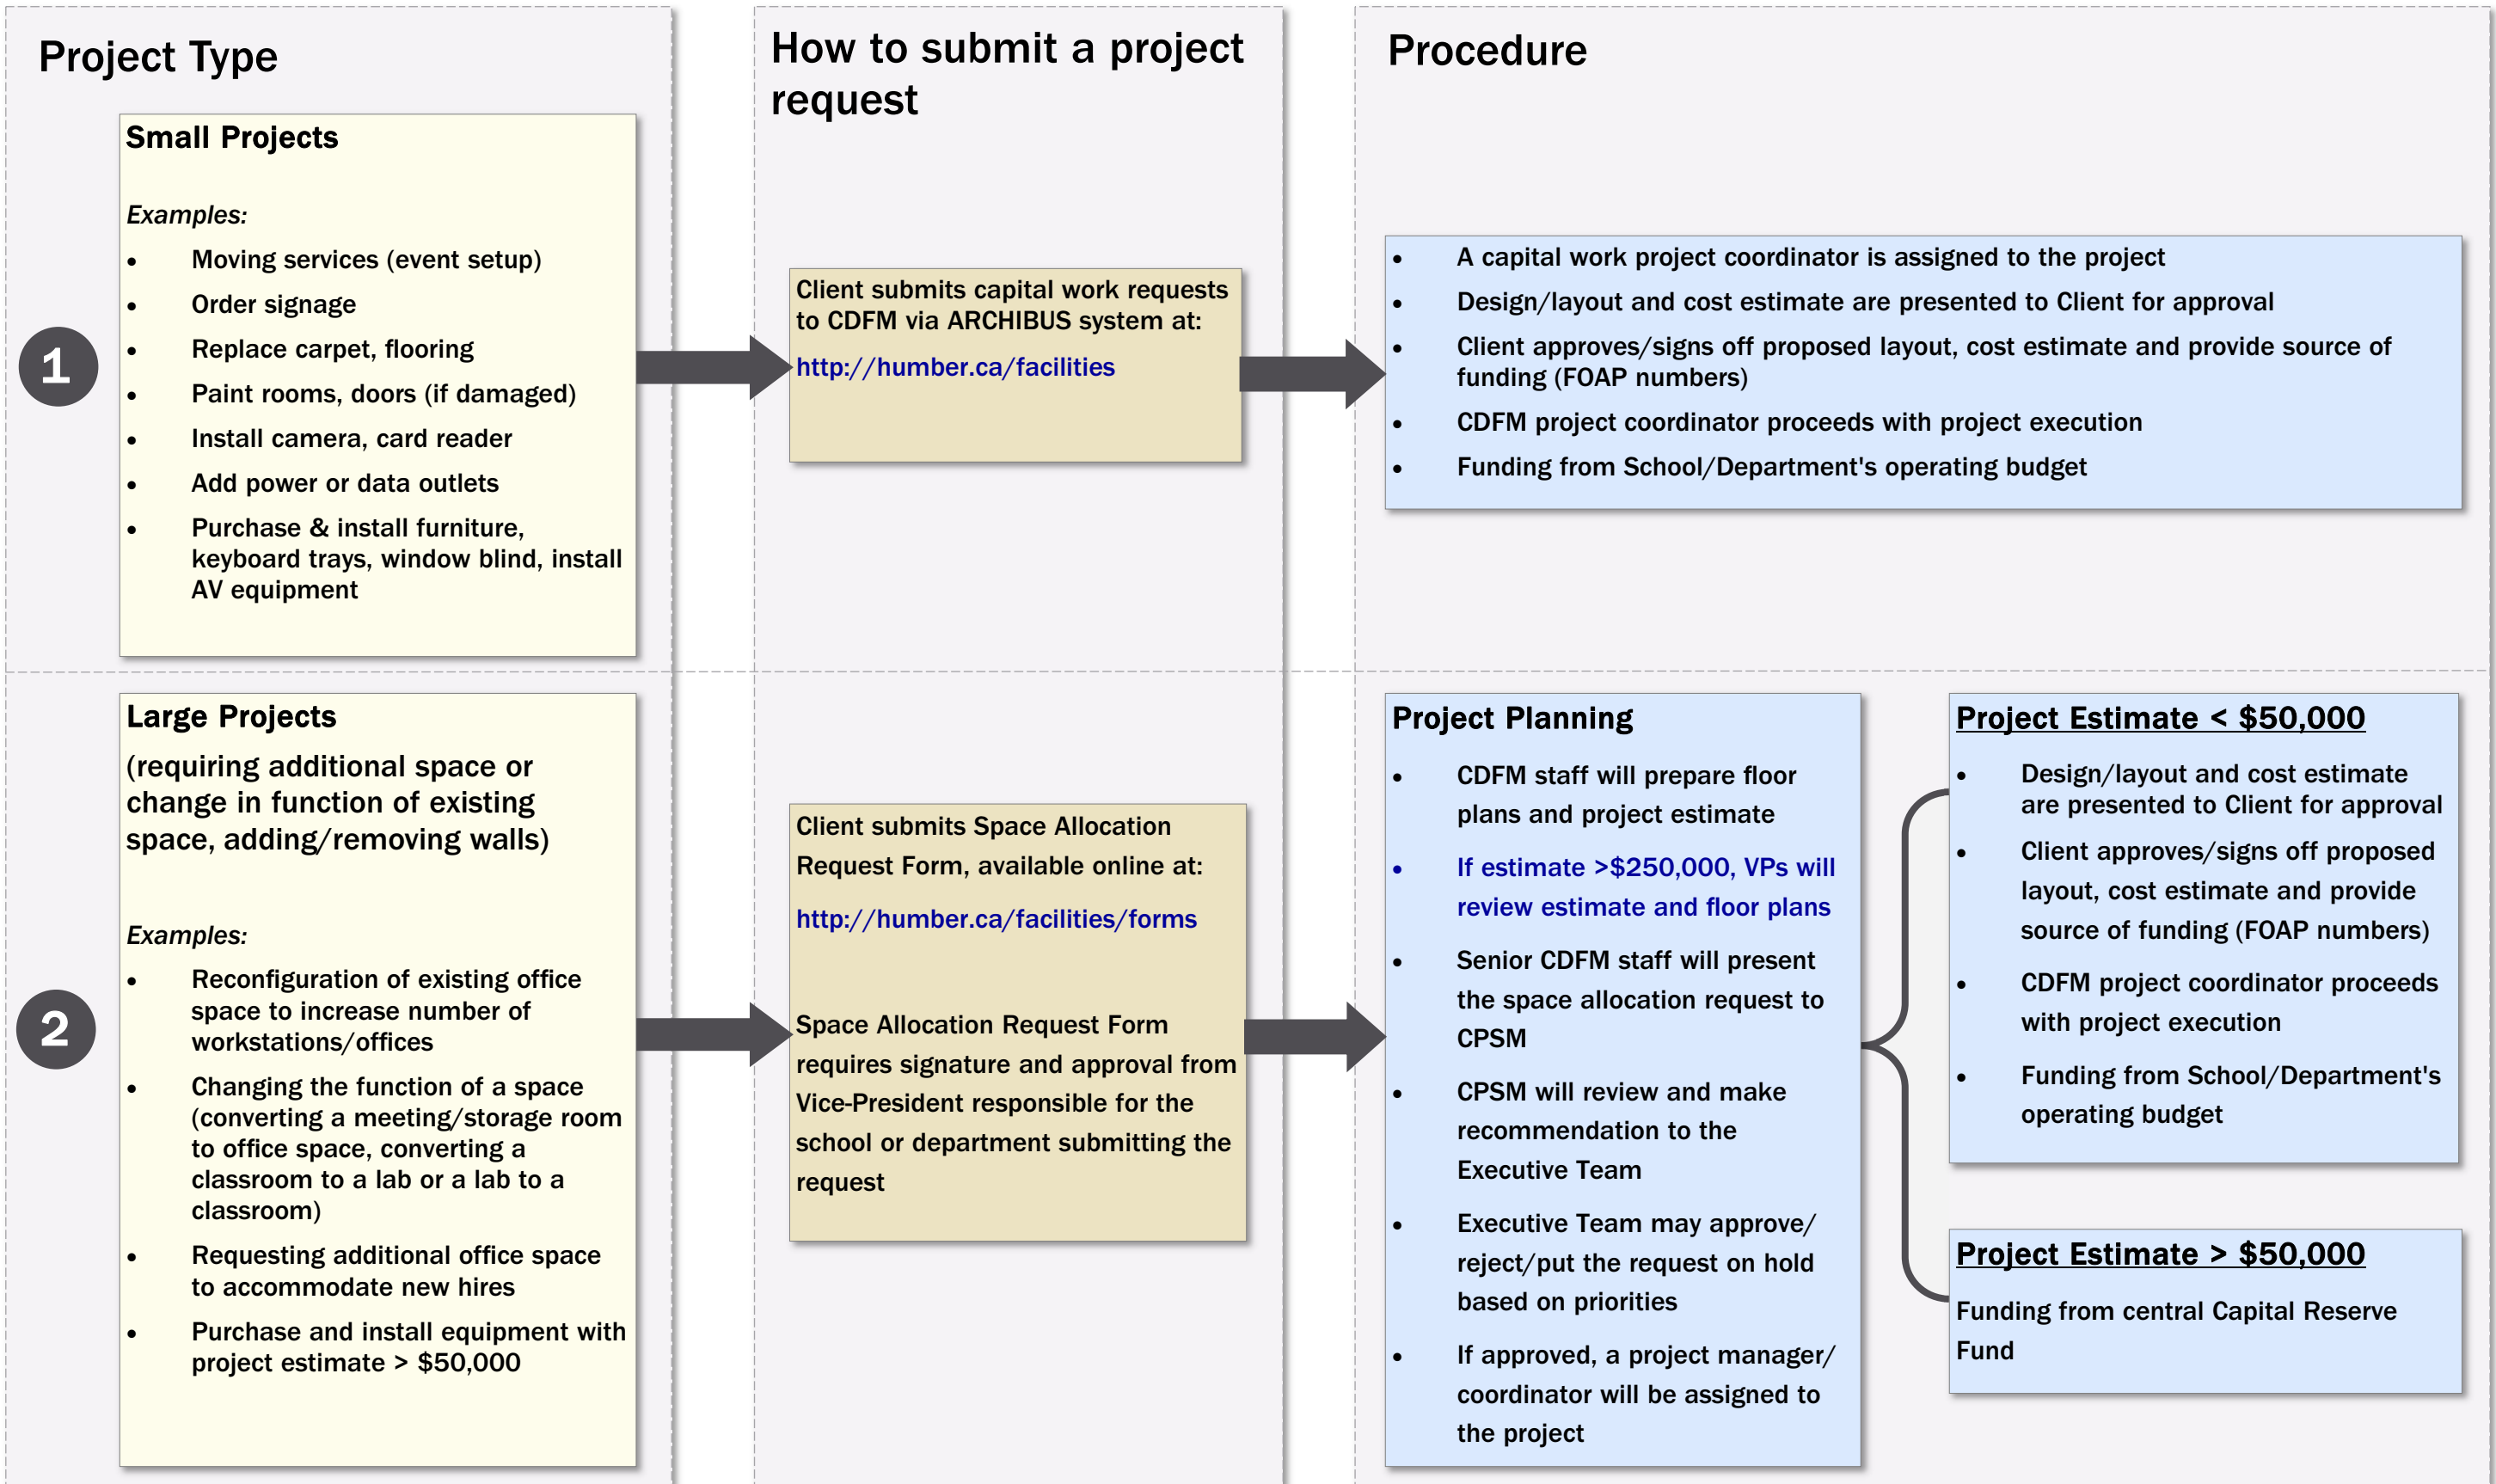 Project Type
How to submit a project
request
Procedure
1
Small Projects
Examples:
• Moving services (event setup)
• Order signage
• Replace carpet, flooring
• Paint rooms, doors (if damaged)
• Install camera, card reader
• Add power or data outlets
• Purchase & install furniture,
keyboard trays, window blind, install
AV equipment
Client submits capital work requests
to CDFM via ARCHIBUS system at:
http://humber.ca/facilities
• A capital work project coordinator is assigned to the project
• Design/layout and cost estimate are presented to Client for approval
• Client approves/signs off proposed layout, cost estimate and provide source of
funding (FOAP numbers)
• CDFM project coordinator proceeds with project execution
• Funding from School/Department's operating budget
2
Large Projects
(requiring additional space or
change in function of existing
space, adding/removing walls)
Examples:
• Reconfiguration of existing office
space to increase number of
workstations/offices
• Changing the function of a space
(converting a meeting/storage room
to office space, converting a
classroom to a lab or a lab to a
classroom)
• Requesting additional office space
to accommodate new hires
• Purchase and install equipment with
project estimate > $50,000
Client submits Space Allocation
Request Form, available online at:
http://humber.ca/facilities/forms
Space Allocation Request Form
requires signature and approval from
Vice-President responsible for the
school or department submitting the
request
Project Planning
• CDFM staff will prepare floor
plans and project estimate
• If estimate >$250,000, VPs will
review estimate and floor plans
• Senior CDFM staff will present
the space allocation request to
CPSM
• CPSM will review and make
recommendation to the
Executive Team
• Executive Team may approve/
reject/put the request on hold
based on priorities
• If approved, a project manager/
coordinator will be assigned to
the project
Project Estimate < $50,000
• Design/layout and cost estimate
are presented to Client for approval
• Client approves/signs off proposed
layout, cost estimate and provide
source of funding (FOAP numbers)
• CDFM project coordinator proceeds
with project execution
• Funding from School/Department's
operating budget
Project Estimate > $50,000
Funding from central Capital Reserve
Fund